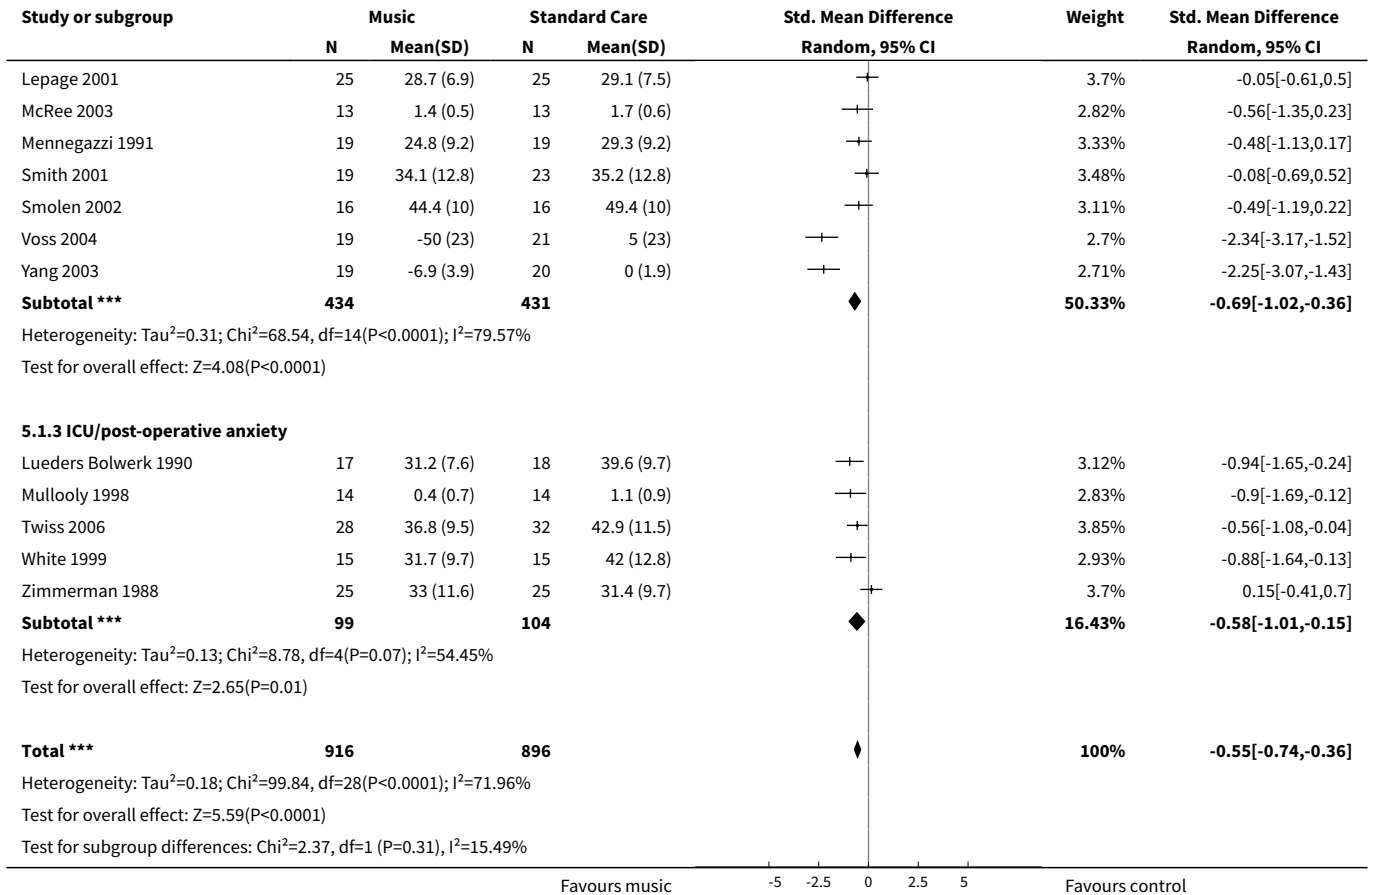 Study or subgroup Music Standard Care Std. Mean Difference Weight Std. Mean Difference
N Mean(SD) N Mean(SD) Random, 95% CI Random, 95% CI
Lepage 2001 25 28.7 (6.9) 25 29.1 (7.5) 3.7% -0.05[-0.61,0.5]
McRee 2003 13 1.4 (0.5) 13 1.7 (0.6) 2.82% -0.56[-1.35,0.23]
Mennegazzi 1991 19 24.8 (9.2) 19 29.3 (9.2) 3.33% -0.48[-1.13,0.17]
Smith 2001 19 34.1 (12.8) 23 35.2 (12.8) 3.48% -0.08[-0.69,0.52]
Smolen 2002 16 44.4 (10) 16 49.4 (10) 3.11% -0.49[-1.19,0.22]
Voss 2004 19 -50 (23) 21 5 (23) 2.7% -2.34[-3.17,-1.52]
Yang 2003 19 -6.9 (3.9) 20 0 (1.9) 2.71% -2.25[-3.07,-1.43]
Subtotal *** 434 431 50.33% -0.69[-1.02,-0.36]
Heterogeneity: Tau²=0.31; Chi²=68.54, df=14(P<0.0001); I²=79.57%
Test for overall effect: Z=4.08(P<0.0001)
5.1.3 ICU/post-operative anxiety
Lueders Bolwerk 1990 17 31.2 (7.6) 18 39.6 (9.7) 3.12% -0.94[-1.65,-0.24]
Mullooly 1998 14 0.4 (0.7) 14 1.1 (0.9) 2.83% -0.9[-1.69,-0.12]
Twiss 2006 28 36.8 (9.5) 32 42.9 (11.5) 3.85% -0.56[-1.08,-0.04]
White 1999 15 31.7 (9.7) 15 42 (12.8) 2.93% -0.88[-1.64,-0.13]
Zimmerman 1988 25 33 (11.6) 25 31.4 (9.7) 3.7% 0.15[-0.41,0.7]
Subtotal *** 99 104 16.43% -0.58[-1.01,-0.15]
Heterogeneity: Tau²=0.13; Chi²=8.78, df=4(P=0.07); I²=54.45%
Test for overall effect: Z=2.65(P=0.01)
Total *** 916 896 100% -0.55[-0.74,-0.36]
Heterogeneity: Tau²=0.18; Chi²=99.84, df=28(P<0.0001); I²=71.96%
Test for overall effect: Z=5.59(P<0.0001)
Test for subgroup differences: Chi²=2.37, df=1 (P=0.31), I²=15.49%
Favours music -5 -2.5 0 2.5 5 Favours control